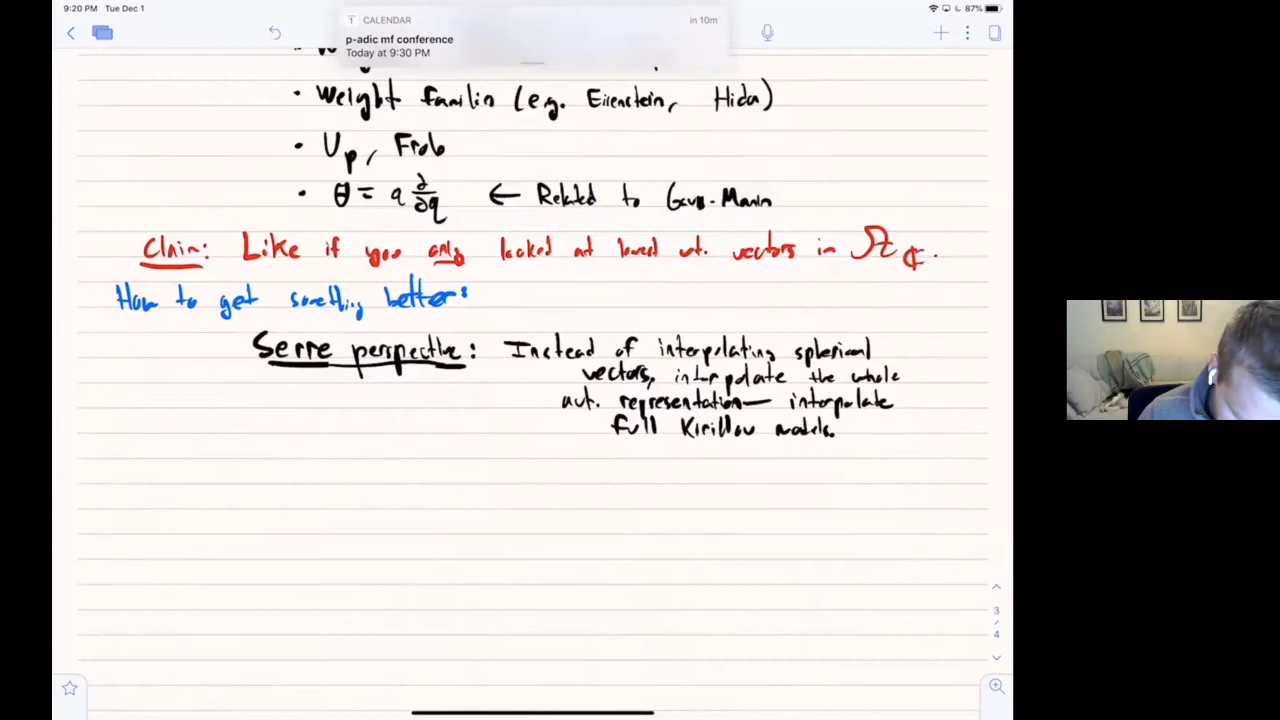 9:20 PM Tue Dec 1
87%
CALENDAR
in 10m
p-adic mf conference
Today at 9:30 PM
• Weight familin (e.g. Eisenstein, Hida)
• Up, Frob
• θ = q ∂/∂q ← Related to Gauss-Manin
Claim: Like if you only looked at lowest wt. vectors in
How to get something better:
Serre perspective: Instead of interpolating spherical
vectors, interpolate the whole
aut. representation— interpolate
full Kirillov models.
3
/
4